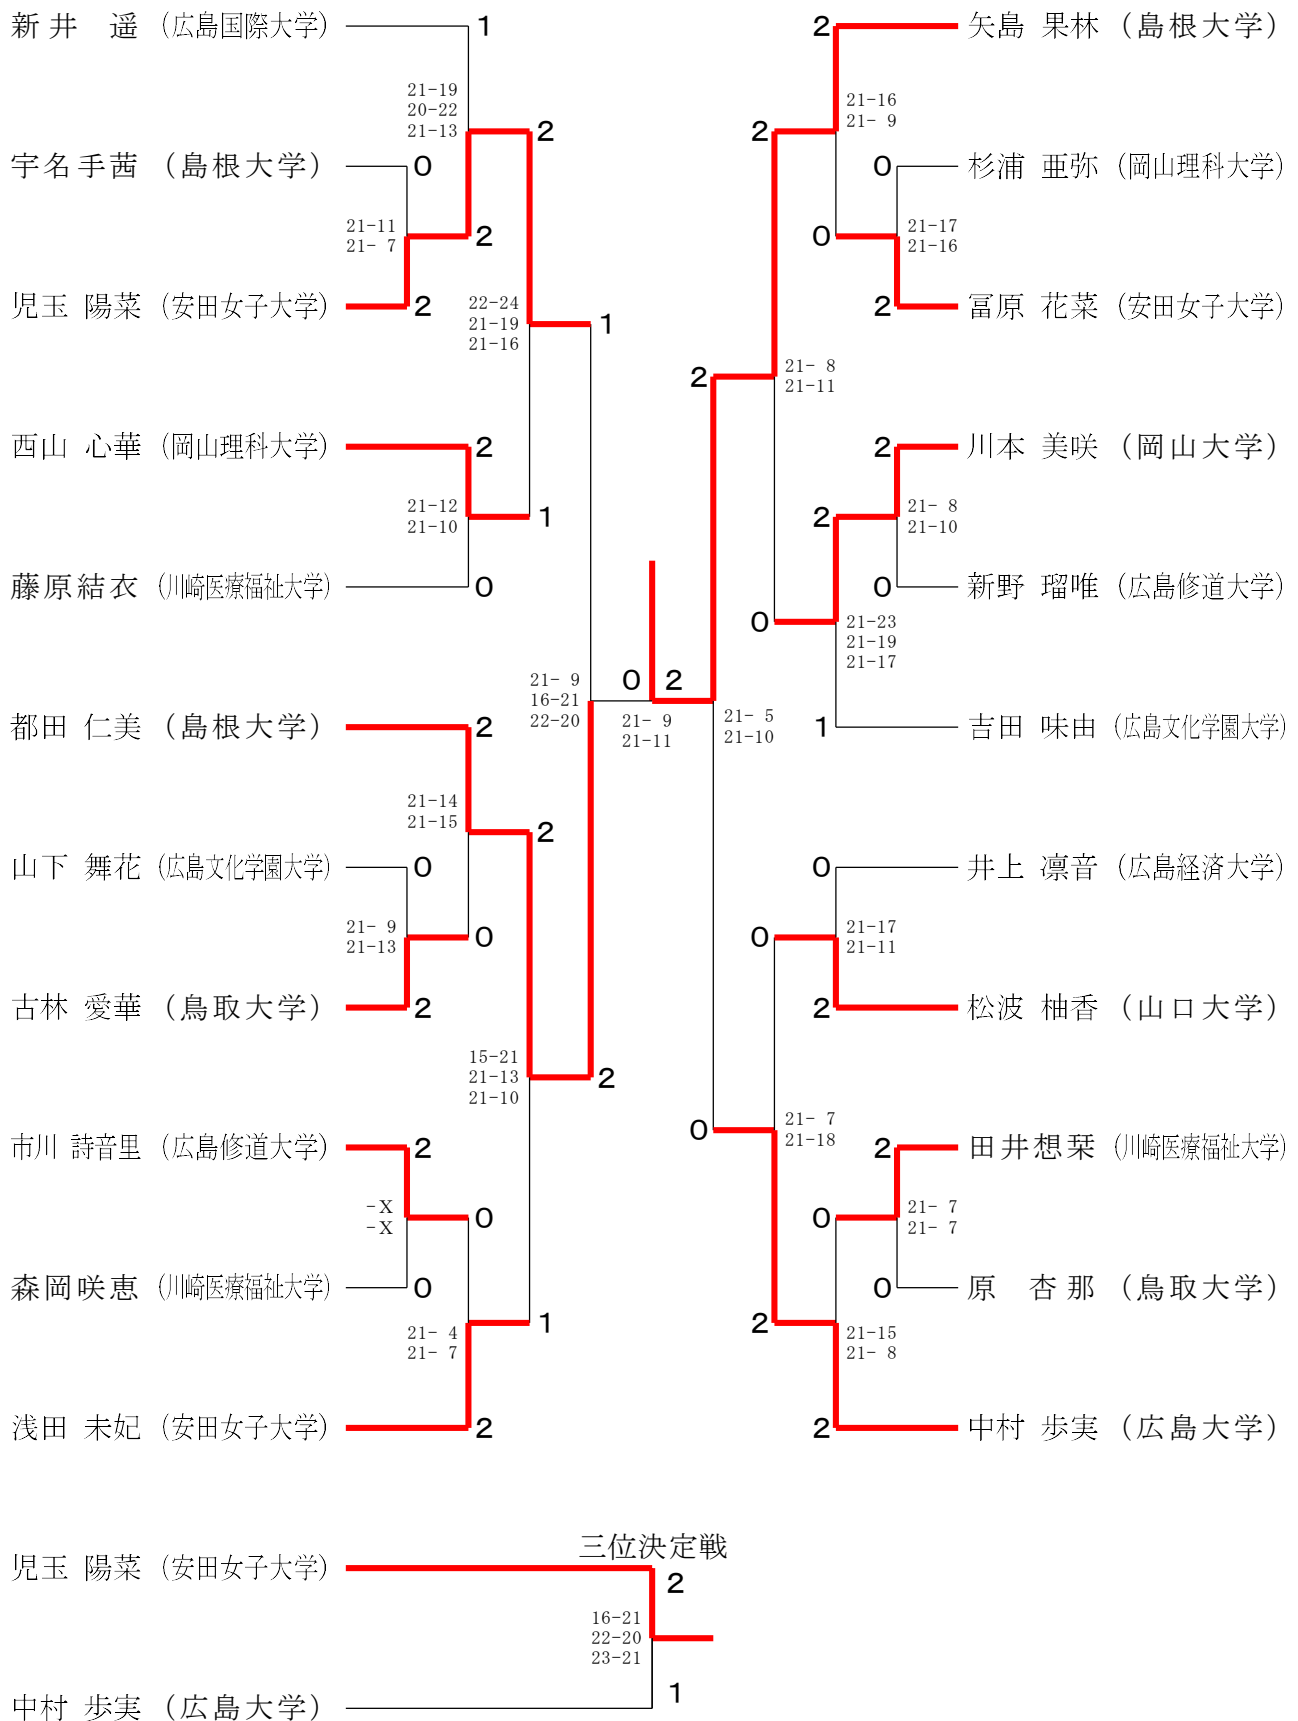 新井 遥 (広島国際大学)
1
21-19
20-22
21-13
2
宇名手茜 (島根大学)
0
21-11
21- 7
2
児玉 陽菜 (安田女子大学)
2
22-24
21-19
21-16
1
西山 心華 (岡山理科大学)
2
21-12
21-10
1
藤原結衣 (川崎医療福祉大学)
0
21- 9
16-21
22-20
都田 仁美 (島根大学)
2
21-14
21-15
2
山下 舞花 (広島文化学園大学)
0
21- 9
21-13
0
古林 愛華 (鳥取大学)
2
15-21
21-13
21-10
2
市川 詩音里 (広島修道大学)
2
-X
-X
0
森岡咲恵 (川崎医療福祉大学)
0
21- 4
21- 7
1
浅田 未妃 (安田女子大学)
2
0 2
21- 9
21-11
2 矢島 果林 (島根大学)
21-16
21- 9
2
0 杉浦 亜弥 (岡山理科大学)
21-17
21-16
0
2 冨原 花菜 (安田女子大学)
21- 8
21-11
2
2 川本 美咲 (岡山大学)
21- 8
21-10
2
0 新野 瑠唯 (広島修道大学)
0
21-23
21-19
21-17
1 吉田 味由 (広島文化学園大学)
21- 5
21-10
0 井上 凛音 (広島経済大学)
21-17
21-11
0
2 松波 柚香 (山口大学)
0
21- 7
21-18
2 田井想栞 (川崎医療福祉大学)
21- 7
21- 7
0
0 原 杏那 (鳥取大学)
2
21-15
21- 8
2 中村 歩実 (広島大学)
三位決定戦
児玉 陽菜 (安田女子大学)
2
16-21
22-20
23-21
1
中村 歩実 (広島大学)